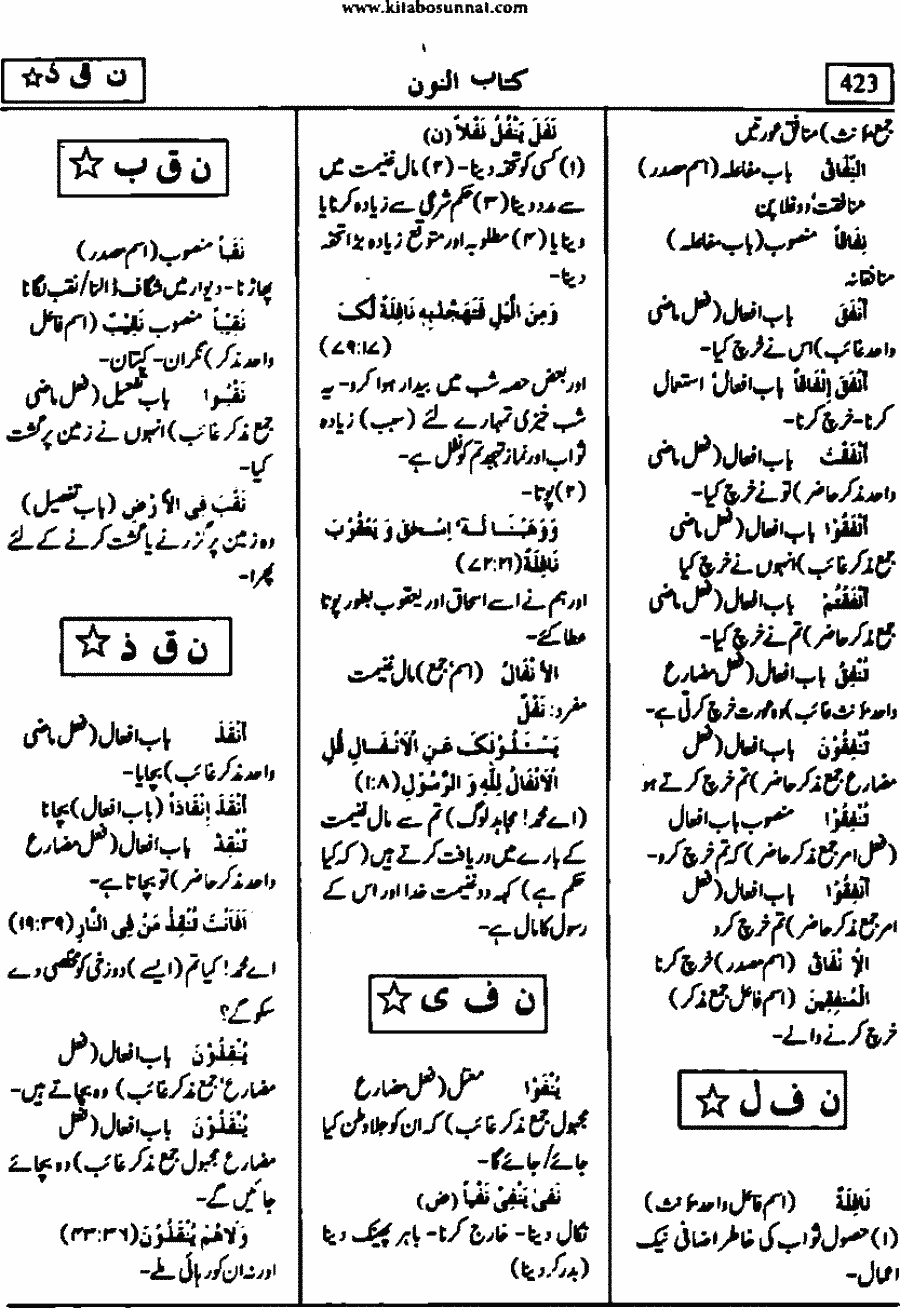 www.kitabosunnat.com
423
کتاب النون
ن ق ذ ☆
جمع مؤنث) منافق عورتیں
النِّفَاقُ باب مفاعلہ (اسم مصدر)
منافقت، دوغلا پن
نِفَاقاً منصوب (باب مفاعلہ)
منافقانہ
اَنْفَقَ باب افعال (فعل ماضی
واحد غائب) اس نے خرچ کیا-
اَنْفَقَ اِنْفَاقاً باب افعال استعمال
کرنا- خرچ کرنا-
اَنْفَقْتَ باب افعال (فعل ماضی
واحد مذکر حاضر) تو نے خرچ کیا-
اَنْفَقُوْا باب افعال (فعل ماضی
جمع مذکر غائب) انہوں نے خرچ کیا
اَنْفَقْتُمْ باب افعال (فعل ماضی
جمع مذکر حاضر) تم نے خرچ کیا-
تُنْفِقُ باب افعال (فعل مضارع
واحد مؤنث غائب) وہ عورت خرچ کرتی ہے-
تُنْفِقُوْنَ باب افعال (فعل
مضارع جمع مذکر حاضر) تم خرچ کرتے ہو
تُنْفِقُوْا منصوب باب افعال
(فعل امر جمع مذکر حاضر) کہ تم خرچ کرو-
اَنْفِقُوْا باب افعال (فعل
امر جمع مذکر حاضر) تم خرچ کرو
الْاِنْفَاقُ (اسم مصدر) خرچ کرنا
الْمُنْفِقِيْنَ (اسم فاعل جمع مذکر)
خرچ کرنے والے-
ن ف ل ☆
نَافِلَةٌ (اسم فاعل واحد مؤنث)
(۱) حصول ثواب کی خاطر اضافی نیک
اعمال-
نَفَلَ يَنْفُلُ نَفْلاً (ن)
(۱) کسی کو تحفہ دینا- (۲) مال غنیمت میں
سے مدد دینا (۳) حکم شرعی سے زیادہ کرنا یا
دینا یا (۴) مطلوبہ اور متوقع زیادہ بڑا تحفہ
دینا-
وَمِنَ الَّيْلِ فَتَهَجَّدْ بِهٖ نَافِلَةً لَّكَ
(۷۹:۱۷)
اور بعض حصہ شب میں بیدار ہوا کرو- یہ
شب خیزی تمہارے لئے (سبب) زیادہ
ثواب اور نماز تہجد تم کو نفل ہے-
(۲) پوتا-
وَوَهَبْنَا لَهٗ اِسْحٰقَ وَ يَعْقُوْبَ
نَافِلَةً (۷۲:۲۱)
اور ہم نے اسے اسحاق اور یعقوب بطور پوتا
عطا کئے-
الْاَنْفَالُ (اسم جمع) مال غنیمت
مفرد: نَفَلٌ
يَسْئَلُوْنَكَ عَنِ الْاَنْفَالِ قُلِ
الْاَنْفَالُ لِلّٰهِ وَ الرَّسُوْلِ (۱:۸)
(اے محمد! مجاہد لوگ) تم سے مال غنیمت
کے بارے میں دریافت کرتے ہیں (کہ کیا
حکم ہے) کہہ دو غنیمت خدا اور اس کے
رسول کا مال ہے-
ن ف ی ☆
يُنْفَوْا معتل (فعل مضارع
مجہول جمع مذکر غائب) کہ ان کو جلا وطن کیا
جائے/جائے گا-
نَفىٰ يَنْفِىْ نَفْياً (ض)
نکال دینا- خارج کرنا- باہر پھینک دینا
(بدر کر دینا)
ن ق ب ☆
نَقْباً منصوب (اسم مصدر)
پھاڑنا- دیوار میں شگاف ڈالنا/نقب لگانا
نَقِيْباً منصوب نَقِيْبٌ (اسم فاعل
واحد مذکر) نگران- کپتان-
نَقَّبُوا باب تفعیل (فعل ماضی
جمع مذکر غائب) انہوں نے زمین پر گشت
کیا-
نَقَّبَ فِى الْاَرْضِ (باب تفعیل)
وہ زمین پر گزرنے یا گشت کرنے کے لئے
پھرا-
ن ق ذ ☆
اَنْقَذَ باب افعال (فعل ماضی
واحد مذکر غائب) بچایا-
اَنْقَذَ اِنْقَاذاً (باب افعال) بچانا
تُنْقِذُ باب افعال (فعل مضارع
واحد مذکر حاضر) تو بچاتا ہے-
اَفَاَنْتَ تُنْقِذُ مَنْ فِى النَّارِ (۱۹:۳۹)
اے محمد! کیا تم (ایسے) دوزخی کو مخلصی دے
سکو گے؟
يُنْقِذُوْنَ باب افعال (فعل
مضارع، جمع مذکر غائب) وہ بچاتے ہیں-
يُنْقَذُوْنَ باب افعال (فعل
مضارع مجہول جمع مذکر غائب) وہ بچائے
جائیں گے-
وَلَا هُمْ يُنْقَذُوْنَ (۴۳:۳۶)
اور نہ ان کو رہائی ملے-